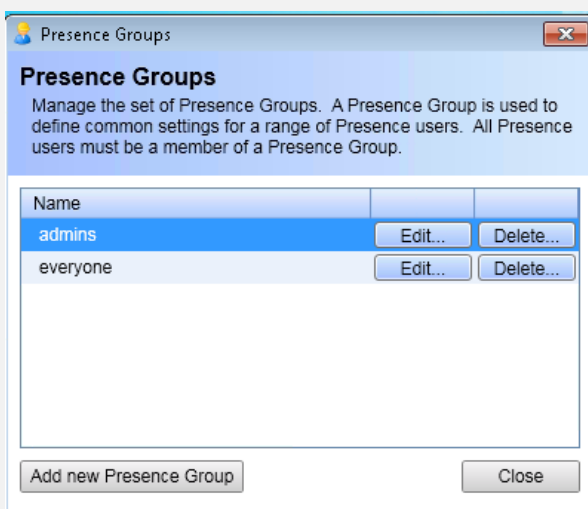 Presence Groups
Presence Groups
Manage the set of Presence Groups. A Presence Group is used to
define common settings for a range of Presence users. All Presence
users must be a member of a Presence Group.
Name
admins Edit... Delete...
everyone Edit... Delete...
Add new Presence Group Close